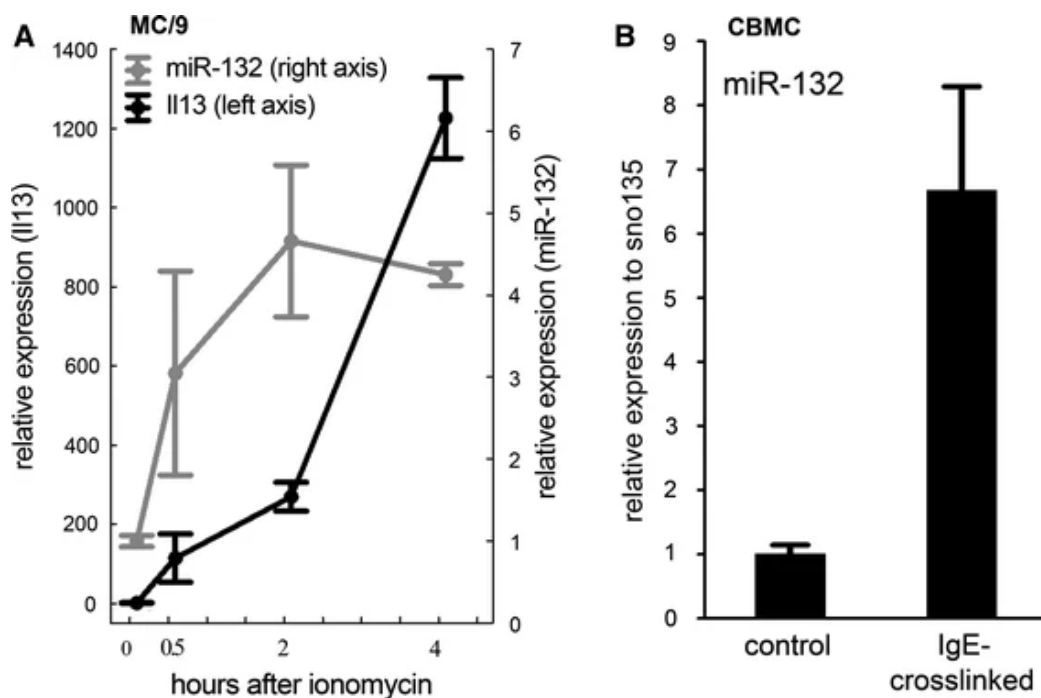 A
MC/9
miR-132 (right axis)
Il13 (left axis)
relative expression (Il13)
1400
1200
1000
800
600
400
200
0
7
6
5
4
3
2
1
0
relative expression (miR-132)
0 05 2 4
hours after ionomycin
B
CBMC
miR-132
relative expression to sno135
9
8
7
6
5
4
3
2
1
0
control
IgE-
crosslinked